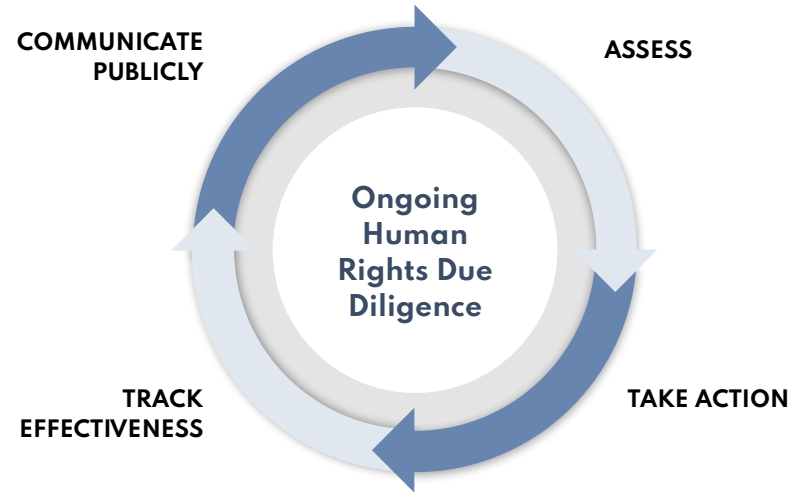 COMMUNICATE
PUBLICLY
ASSESS
Ongoing
Human
Rights Due
Diligence
TRACK
EFFECTIVENESS
TAKE ACTION